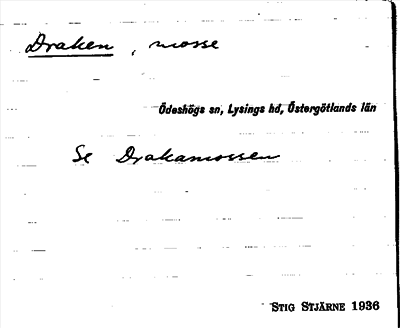 Draken, mosse
Ödeshögs sn, Lysings hd, Östergötlands län
Se Drakamossen
STIG STJÄRNE 1936